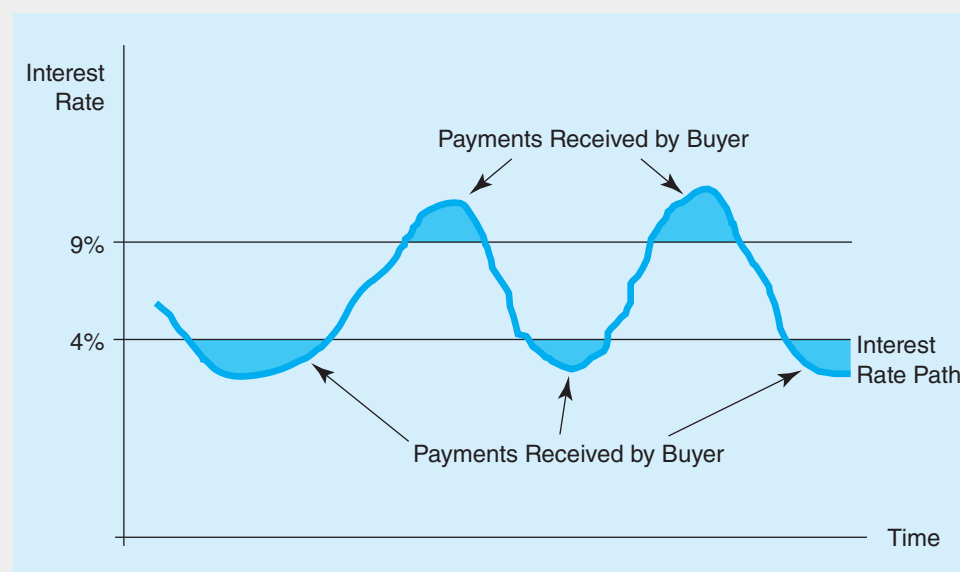 Interest
Rate
Payments Received by Buyer
9%
4%
Interest
Rate Path
Payments Received by Buyer
Time